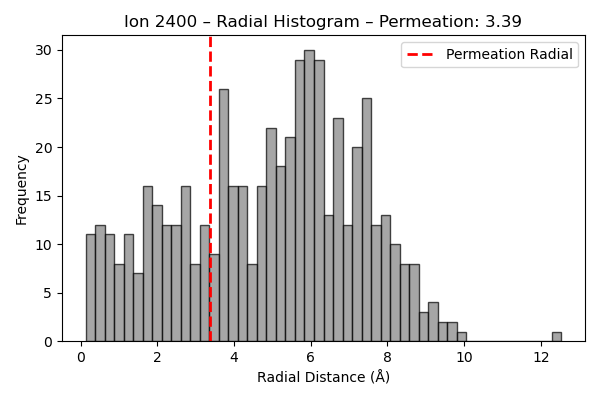 Ion 2400 – Radial Histogram – Permeation: 3.39
Permeation Radial
Frequency
30
25
20
15
10
5
0
0 2 4 6 8 10 12
Radial Distance (Å)